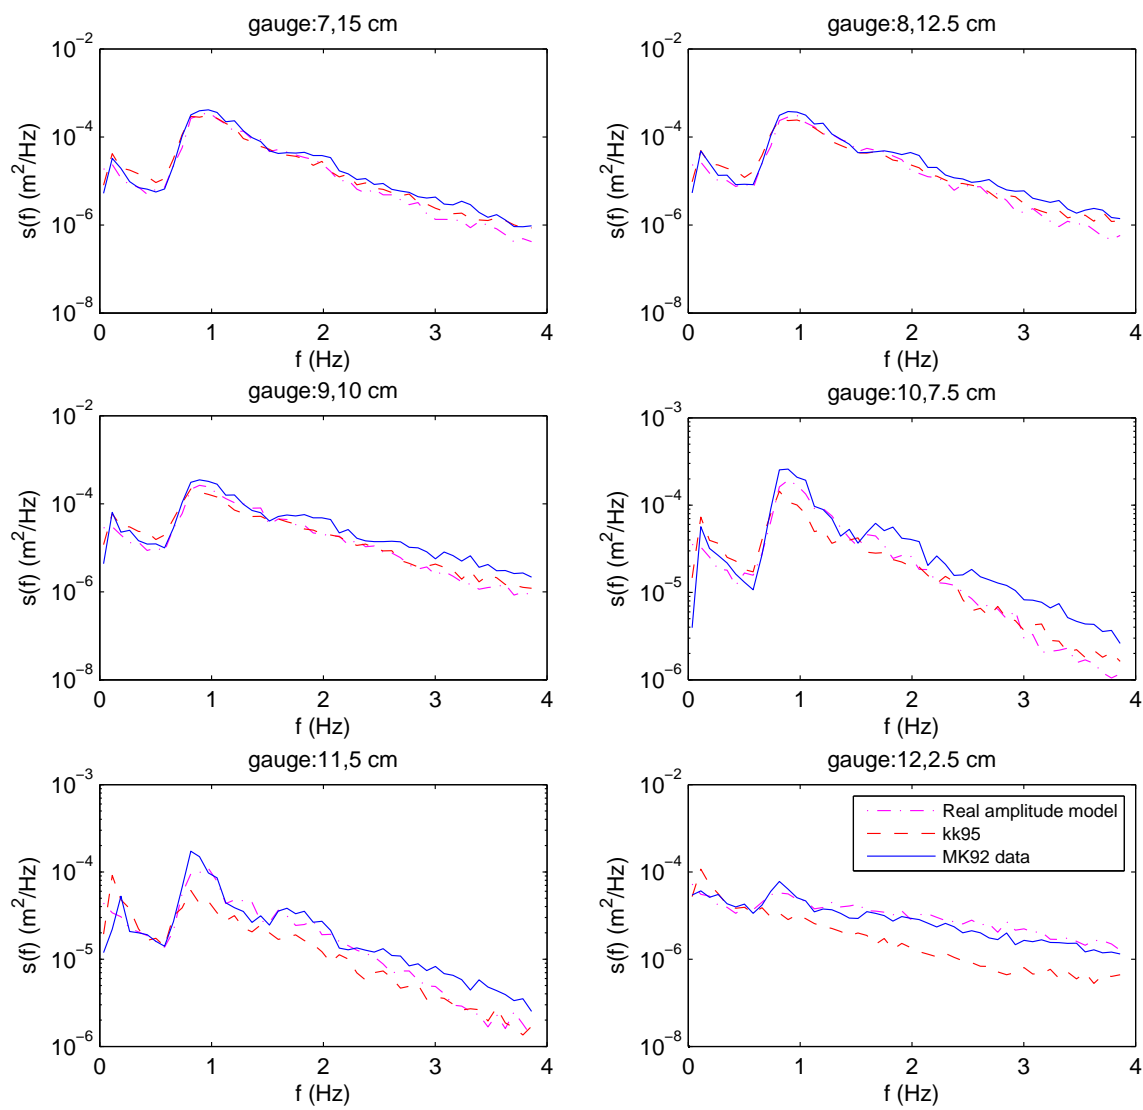 gauge:7,15 cm
10−2
10−4
10−6
10−8
s(f) (m2/Hz)
0 1 2 3 4
f (Hz)
gauge:8,12.5 cm
10−2
10−4
10−6
10−8
s(f) (m2/Hz)
0 1 2 3 4
f (Hz)
gauge:9,10 cm
10−2
10−4
10−6
10−8
s(f) (m2/Hz)
0 1 2 3 4
f (Hz)
gauge:10,7.5 cm
10−3
10−4
10−5
10−6
s(f) (m2/Hz)
0 1 2 3 4
f (Hz)
gauge:11,5 cm
10−3
10−4
10−5
10−6
s(f) (m2/Hz)
0 1 2 3 4
f (Hz)
gauge:12,2.5 cm
10−2
10−4
10−6
10−8
s(f) (m2/Hz)
0 1 2 3 4
f (Hz)
Real amplitude model
kk95
MK92 data